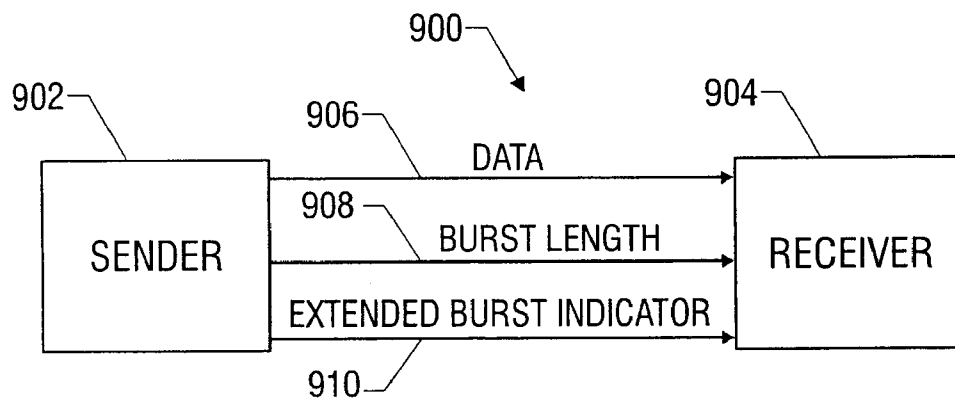 900
902
904
906
DATA
908
BURST LENGTH
SENDER
RECEIVER
EXTENDED BURST INDICATOR
910